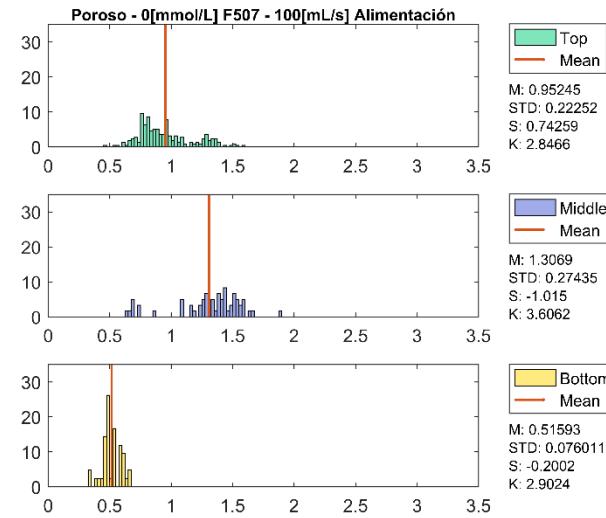 Poroso - 0[mmol/L] F507 - 100[mL/s] Alimentación
30
20
10
0
0 0.5 1 1.5 2 2.5 3 3.5
Top
Mean
M: 0.95245
STD: 0.22252
S: 0.74259
K: 2.8466
30
20
10
0
0 0.5 1 1.5 2 2.5 3 3.5
Middle
Mean
M: 1.3069
STD: 0.27435
S: -1.015
K: 3.6062
30
20
10
0
0 0.5 1 1.5 2 2.5 3 3.5
Bottom
Mean
M: 0.51593
STD: 0.076011
S: -0.2002
K: 2.9024